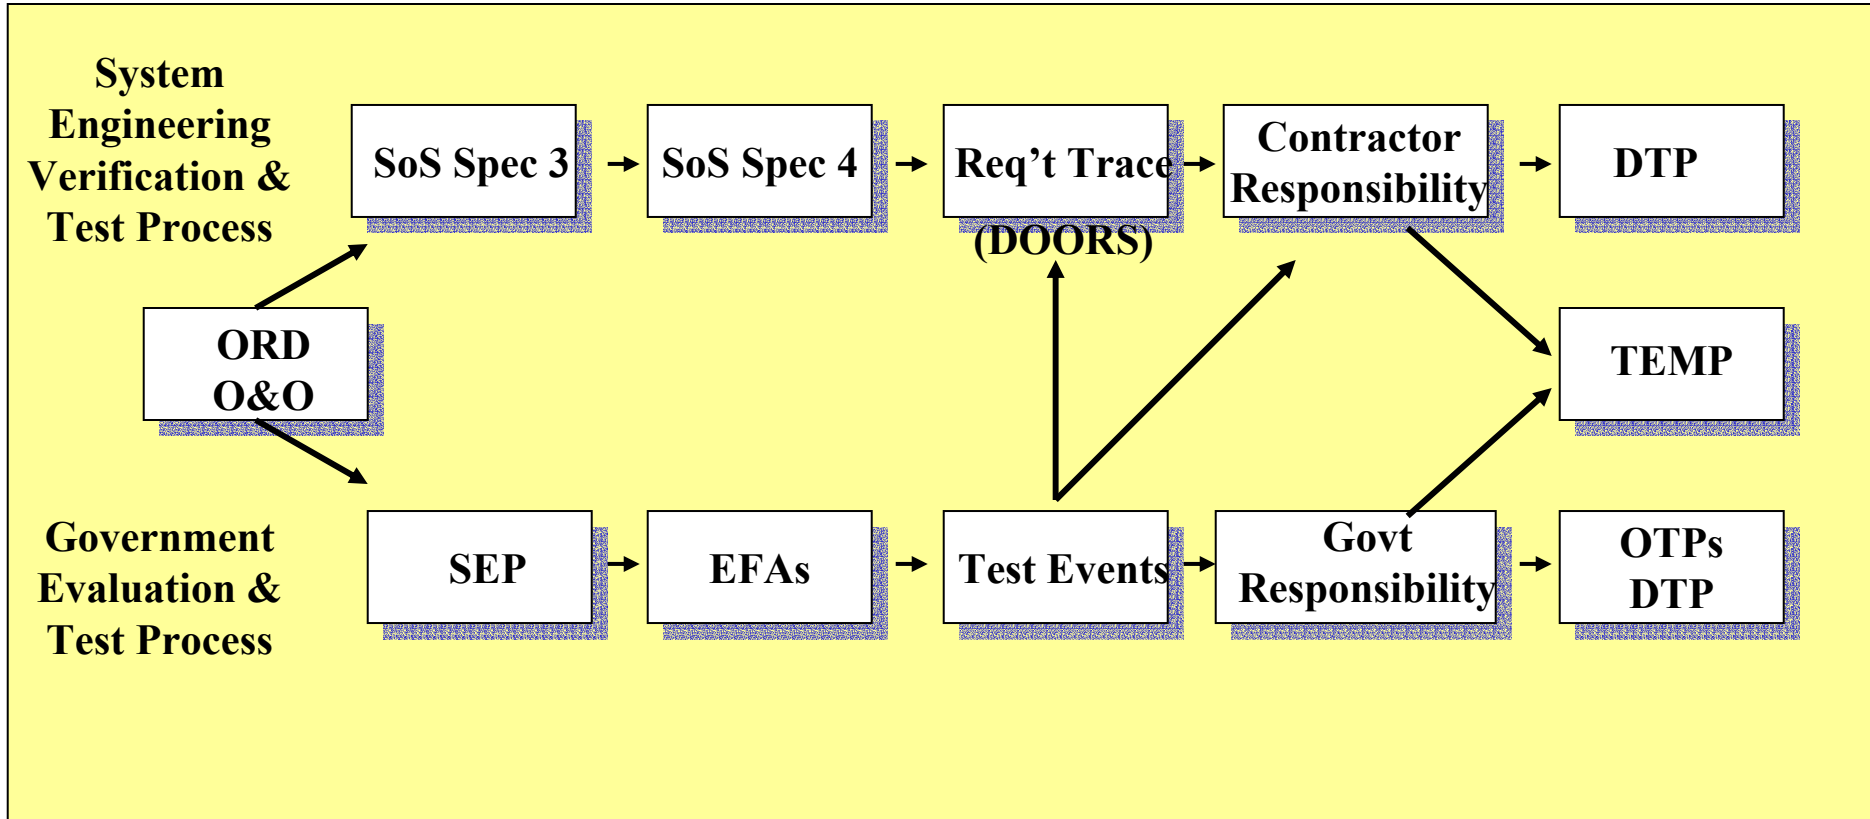 System
Engineering
Verification &
Test Process
SoS Spec 3
SoS Spec 4
Req’t Trace
(DOORS)
Contractor
Responsibility
DTP
ORD
O&O
TEMP
Government
Evaluation &
Test Process
SEP
EFAs
Test Events
Govt
Responsibility
OTPs
DTP